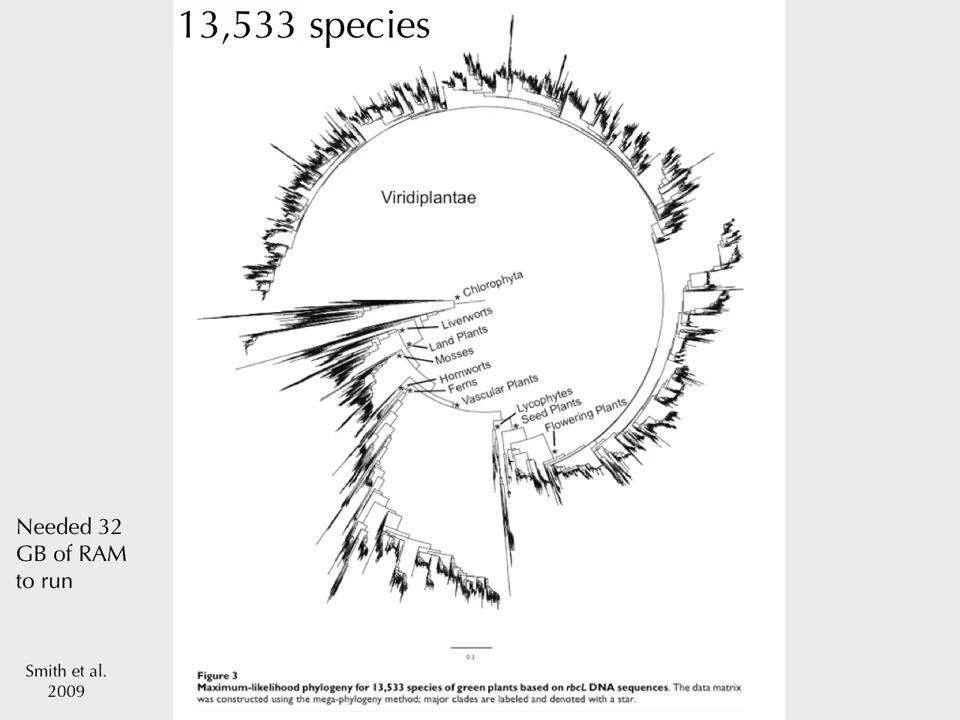 13,533 species
Viridiplantae
* Chlorophyta
* Liverworts
* Land Plants
* Mosses
* Hornworts
* Ferns
* Vascular Plants
* Lycophytes
* Seed Plants
* Flowering Plants
Needed 32
GB of RAM
to run
Smith et al.
2009
0.2
Figure 3
Maximum-likelihood phylogeny for 13,533 species of green plants based on rbcL DNA sequences. The data matrix
was constructed using the mega-phylogeny method; major clades are labeled and denoted with a star.